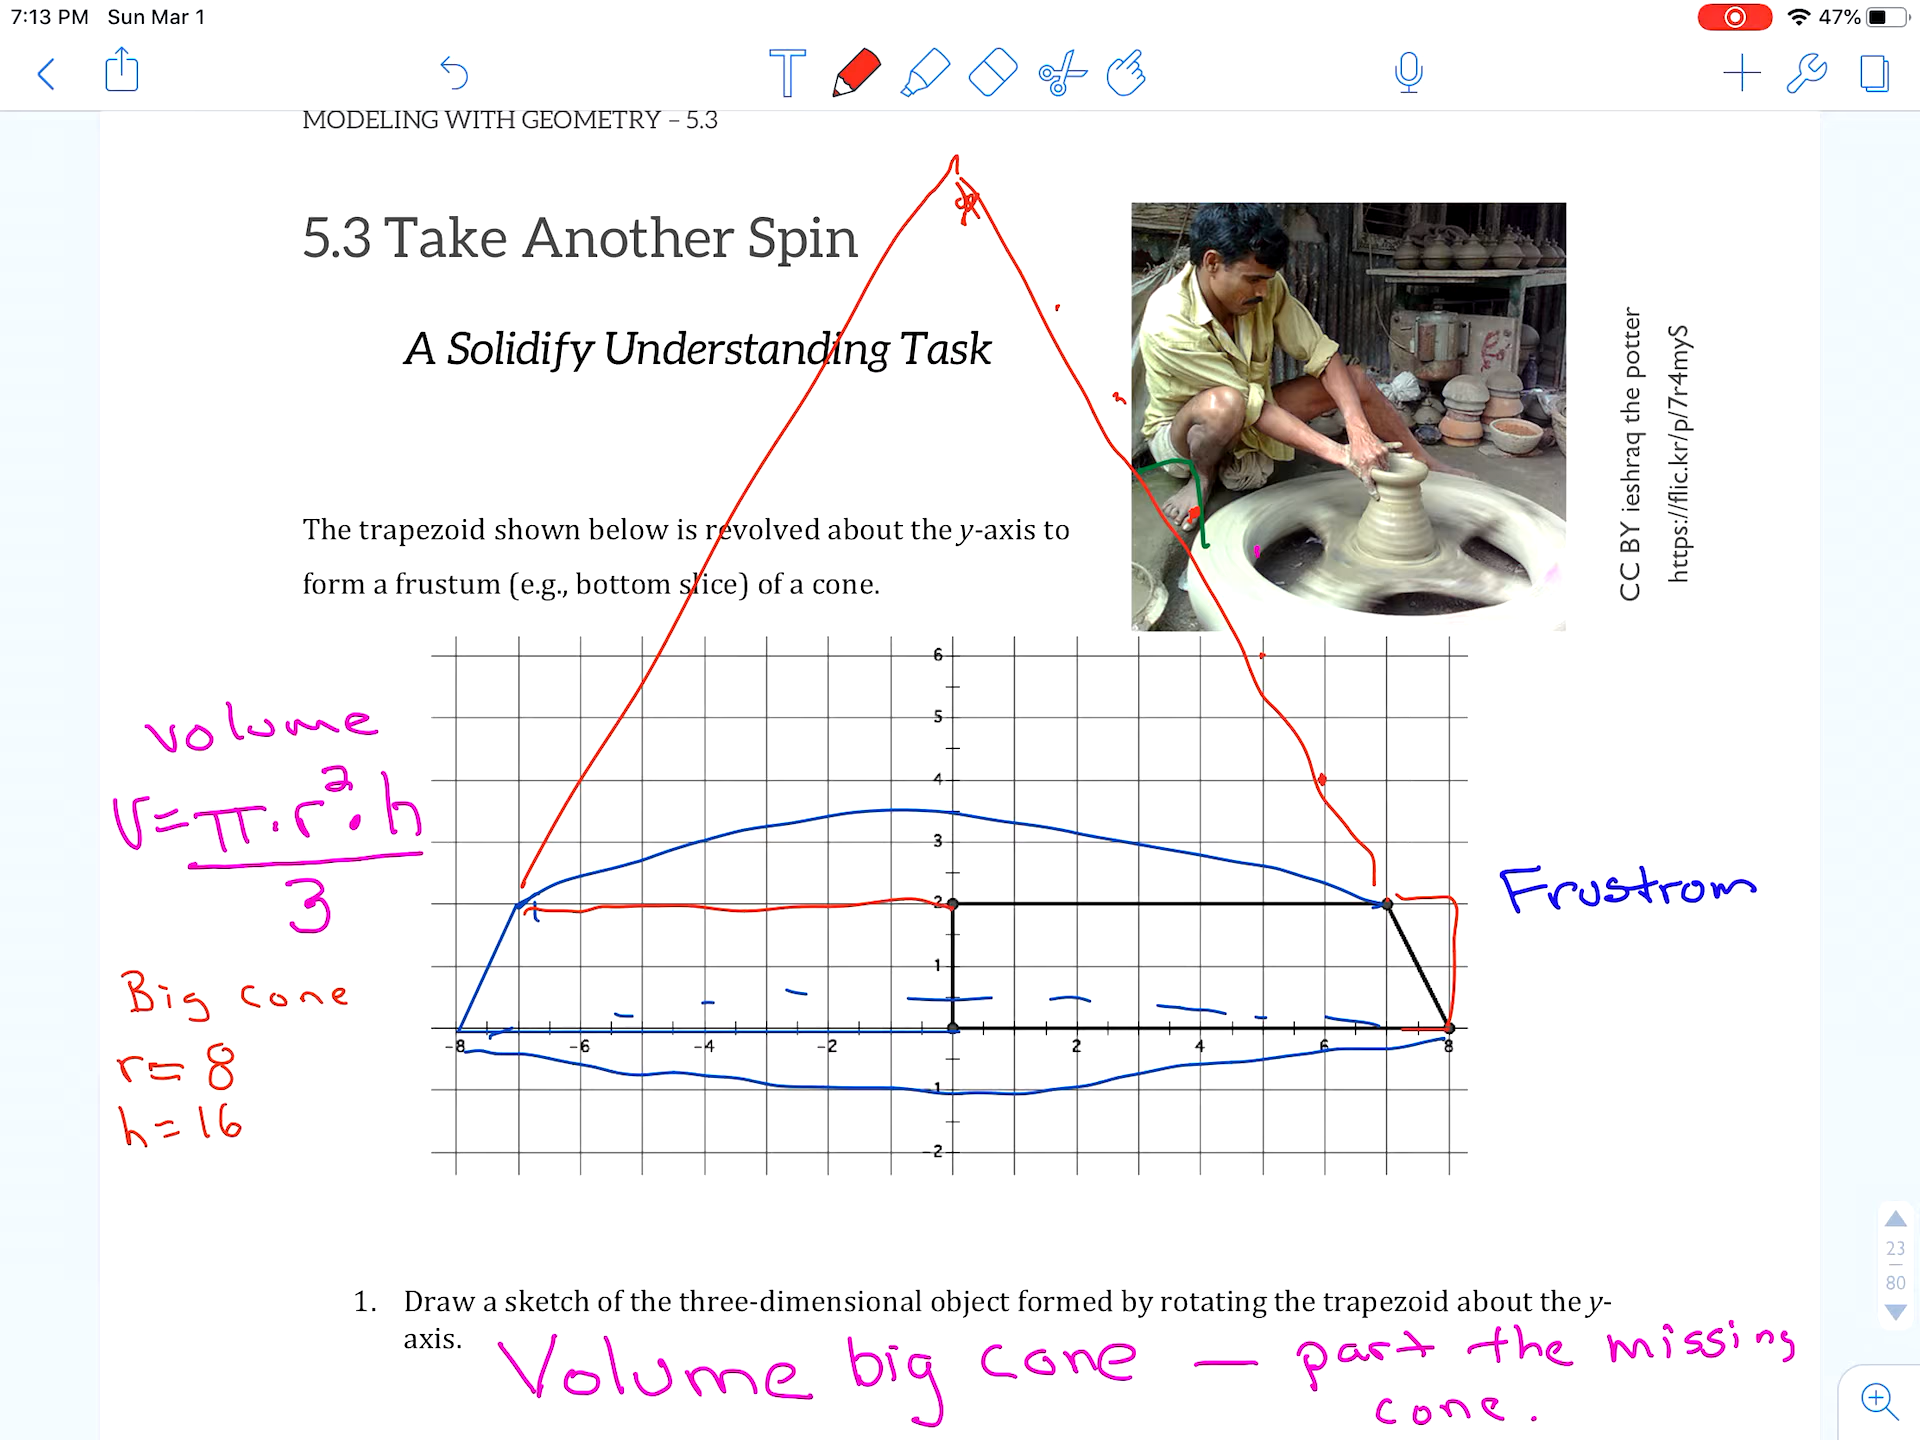 7:13 PM Sun Mar 1
47%
MODELING WITH GEOMETRY – 5.3
5.3 Take Another Spin
A Solidify Understanding Task
The trapezoid shown below is revolved about the y-axis to
form a frustum (e.g., bottom slice) of a cone.
CC BY ieshraq the potter
https://flic.kr/p/7r4myS
6
5
4
3
2
1
-8 -6 -4 -2 2 4 6 8
-1
-2
volume
V = π · r² · h
3
Big cone
r = 8
h = 16
Frustrom
23
80
1. Draw a sketch of the three-dimensional object formed by rotating the trapezoid about the y-
axis.
Volume big cone — part the missing
cone.